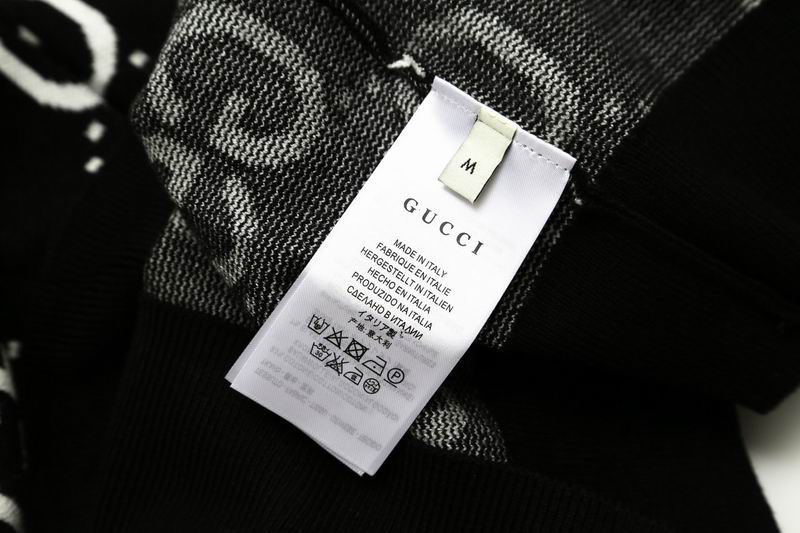 M
GUCCI
MADE IN ITALY
FABRIQUE EN ITALIE
HERGESTELLT IN ITALIEN
HECHO EN ITALIA
PRODUZIDO NA ITALIA
СДЕЛАНО В ИТАЛИИ
イタリア製
产地:意大利
P